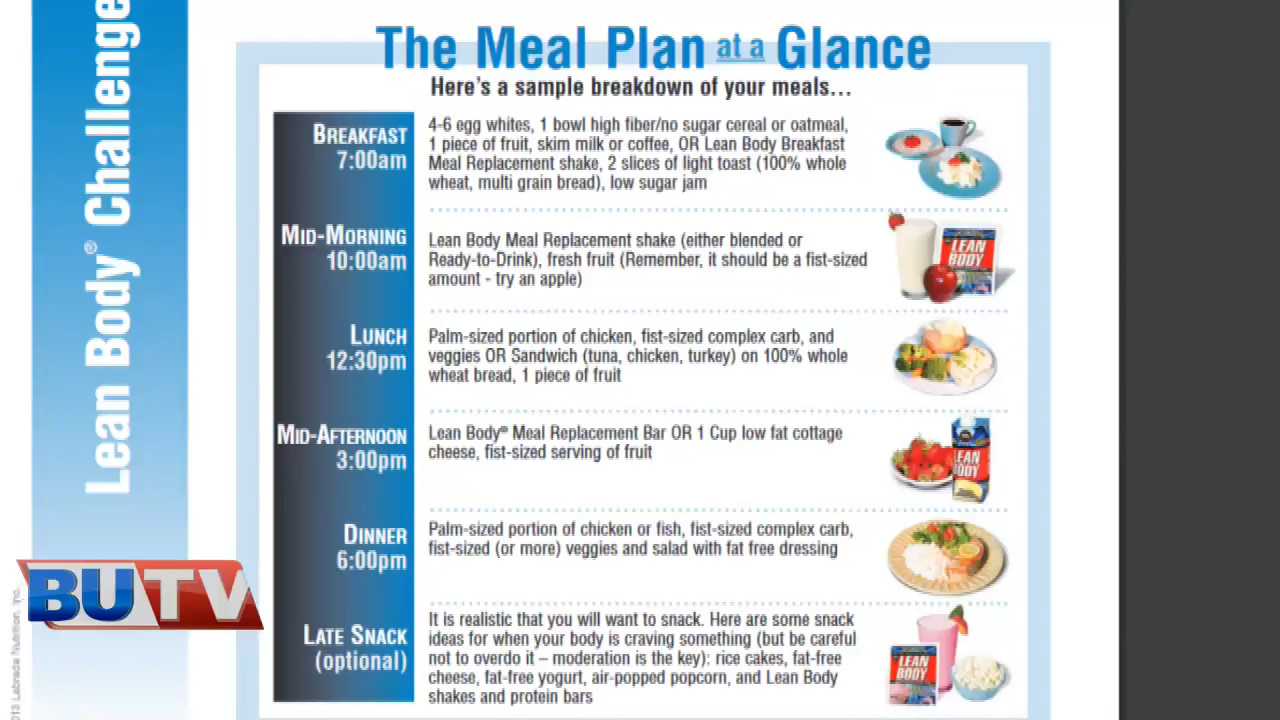 The Meal Plan at a Glance
Here's a sample breakdown of your meals...
Lean Body® Challenge
BREAKFAST
7:00am
4-6 egg whites, 1 bowl high fiber/no sugar cereal or oatmeal,
1 piece of fruit, skim milk or coffee, OR Lean Body Breakfast
Meal Replacement shake, 2 slices of light toast (100% whole
wheat, multi grain bread), low sugar jam
MID-MORNING
10:00am
Lean Body Meal Replacement shake (either blended or
Ready-to-Drink), fresh fruit (Remember, it should be a fist-sized
amount - try an apple)
LEAN
BODY
LUNCH
12:30pm
Palm-sized portion of chicken, fist-sized complex carb, and
veggies OR Sandwich (tuna, chicken, turkey) on 100% whole
wheat bread, 1 piece of fruit
MID-AFTERNOON
3:00pm
Lean Body® Meal Replacement Bar OR 1 Cup low fat cottage
cheese, fist-sized serving of fruit
LEAN
BODY
DINNER
6:00pm
Palm-sized portion of chicken or fish, fist-sized complex carb,
fist-sized (or more) veggies and salad with fat free dressing
LATE SNACK
(optional)
It is realistic that you will want to snack. Here are some snack
ideas for when your body is craving something (but be careful
not to overdo it – moderation is the key): rice cakes, fat-free
cheese, fat-free yogurt, air-popped popcorn, and Lean Body
shakes and protein bars
LEAN
BODY
BUTV
Labrada Nutrition, Inc.